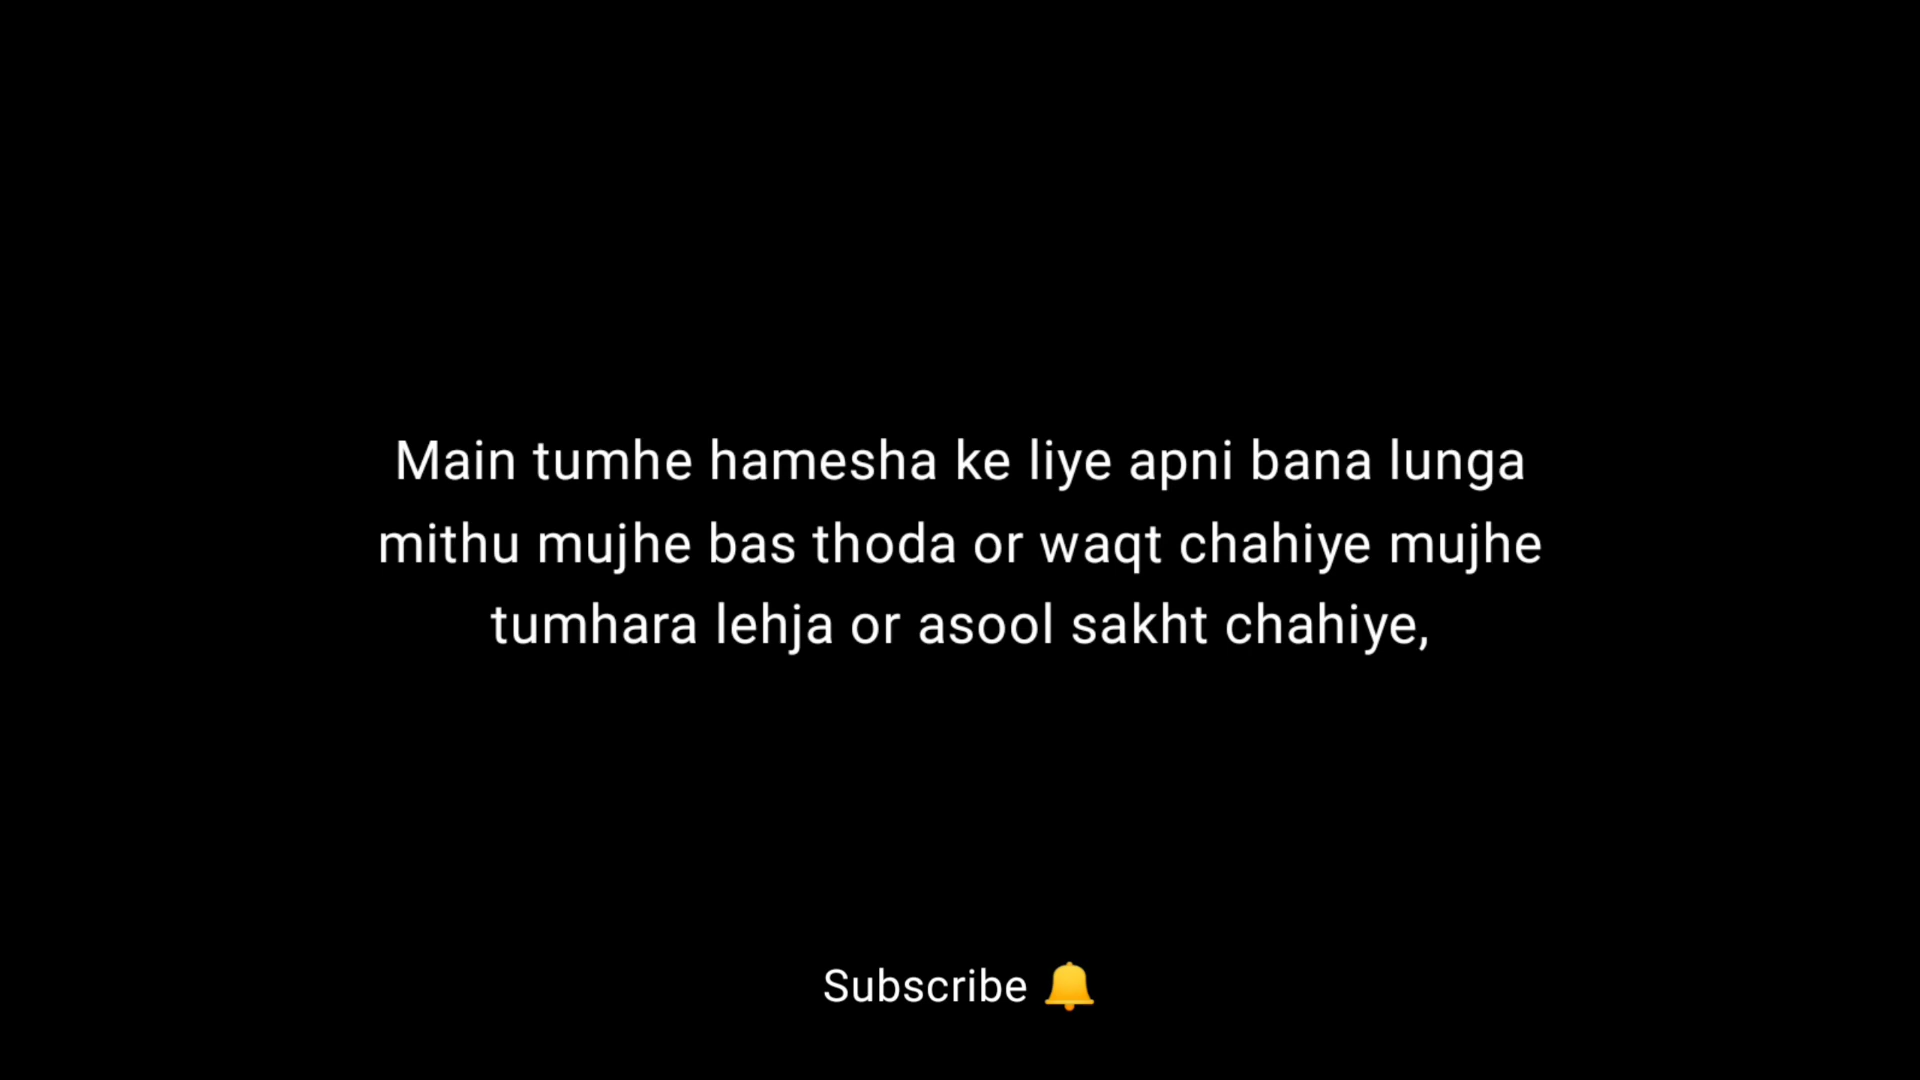 Main tumhe hamesha ke liye apni bana lunga
mithu mujhe bas thoda or waqt chahiye mujhe
tumhara lehja or asool sakht chahiye,
Subscribe 🔔